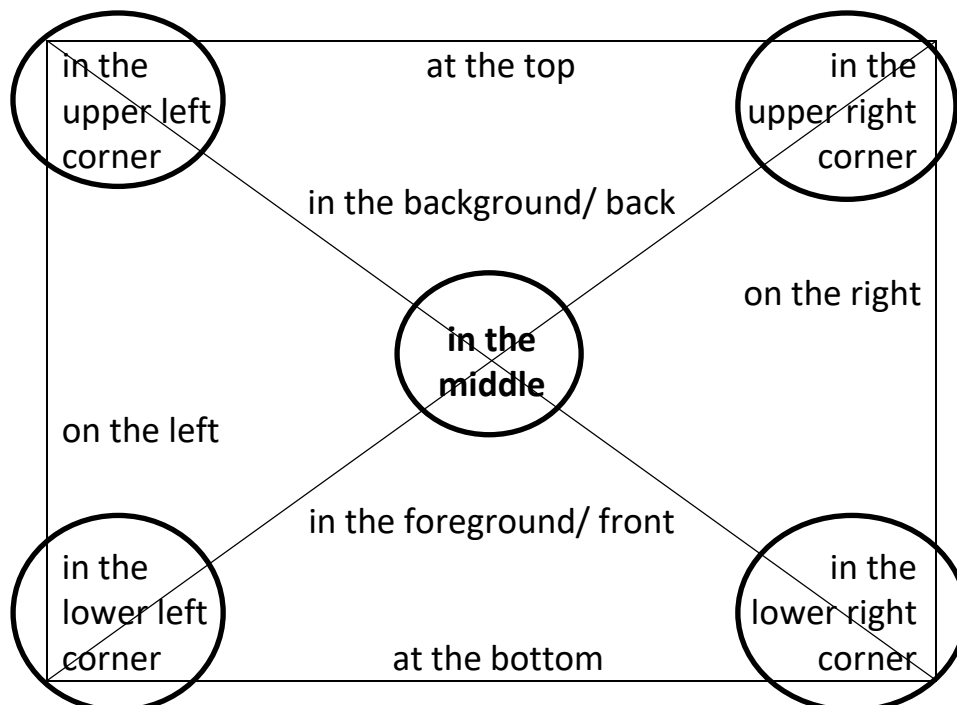 in the
upper left
corner
at the top
in the
upper right
corner
in the background/ back
on the right
in the
middle
on the left
in the foreground/ front
in the
lower left
corner
at the bottom
in the
lower right
corner